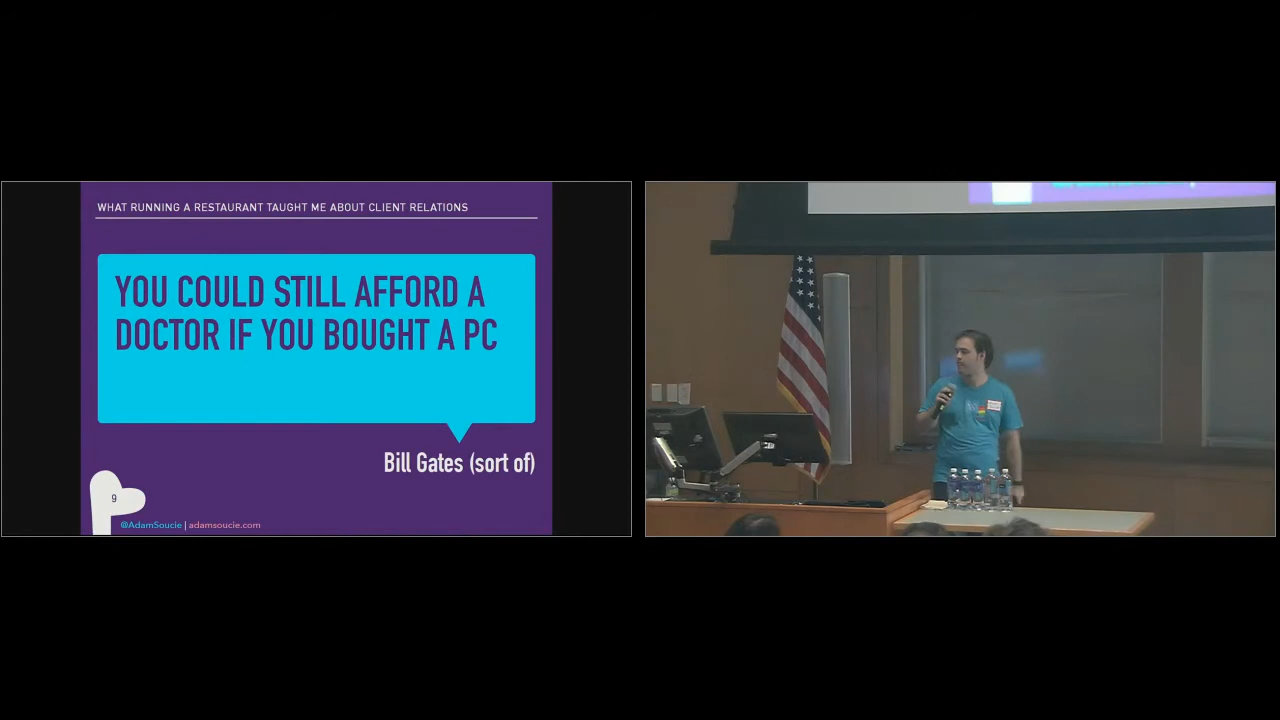 WHAT RUNNING A RESTAURANT TAUGHT ME ABOUT CLIENT RELATIONS
YOU COULD STILL AFFORD A
DOCTOR IF YOU BOUGHT A PC
Bill Gates (sort of)
9
@AdamSoucie | adamsoucie.com